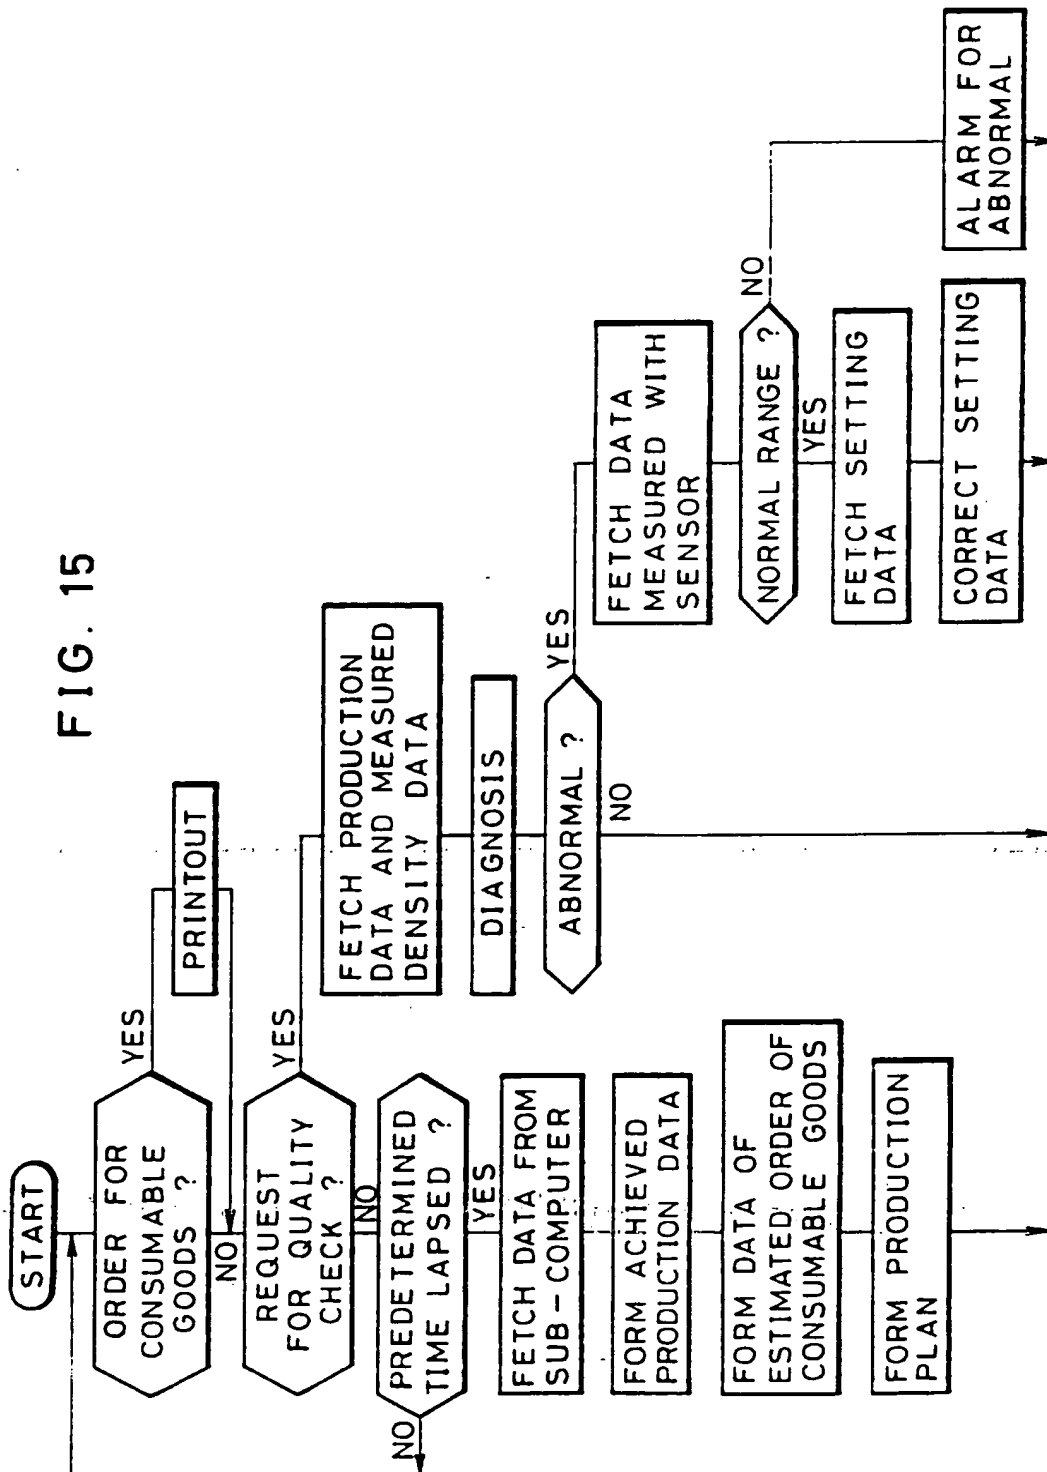 FIG. 15
START
ORDER FOR
CONSUMABLE
GOODS ?
YES
PRINTOUT
NO
REQUEST
FOR QUALITY
CHECK ?
YES
NO
PREDETERMINED
TIME LAPSED ?
NO
YES
FETCH DATA FROM
SUB-COMPUTER
FORM ACHIEVED
PRODUCTION DATA
FORM DATA OF
ESTIMATED ORDER OF
CONSUMABLE GOODS
FORM PRODUCTION
PLAN
FETCH PRODUCTION
DATA AND MEASURED
DENSITY DATA
DIAGNOSIS
ABNORMAL ?
YES
NO
FETCH DATA
MEASURED WITH
SENSOR
NORMAL RANGE ?
NO
YES
FETCH SETTING
DATA
CORRECT SETTING
DATA
ALARM FOR
ABNORMAL